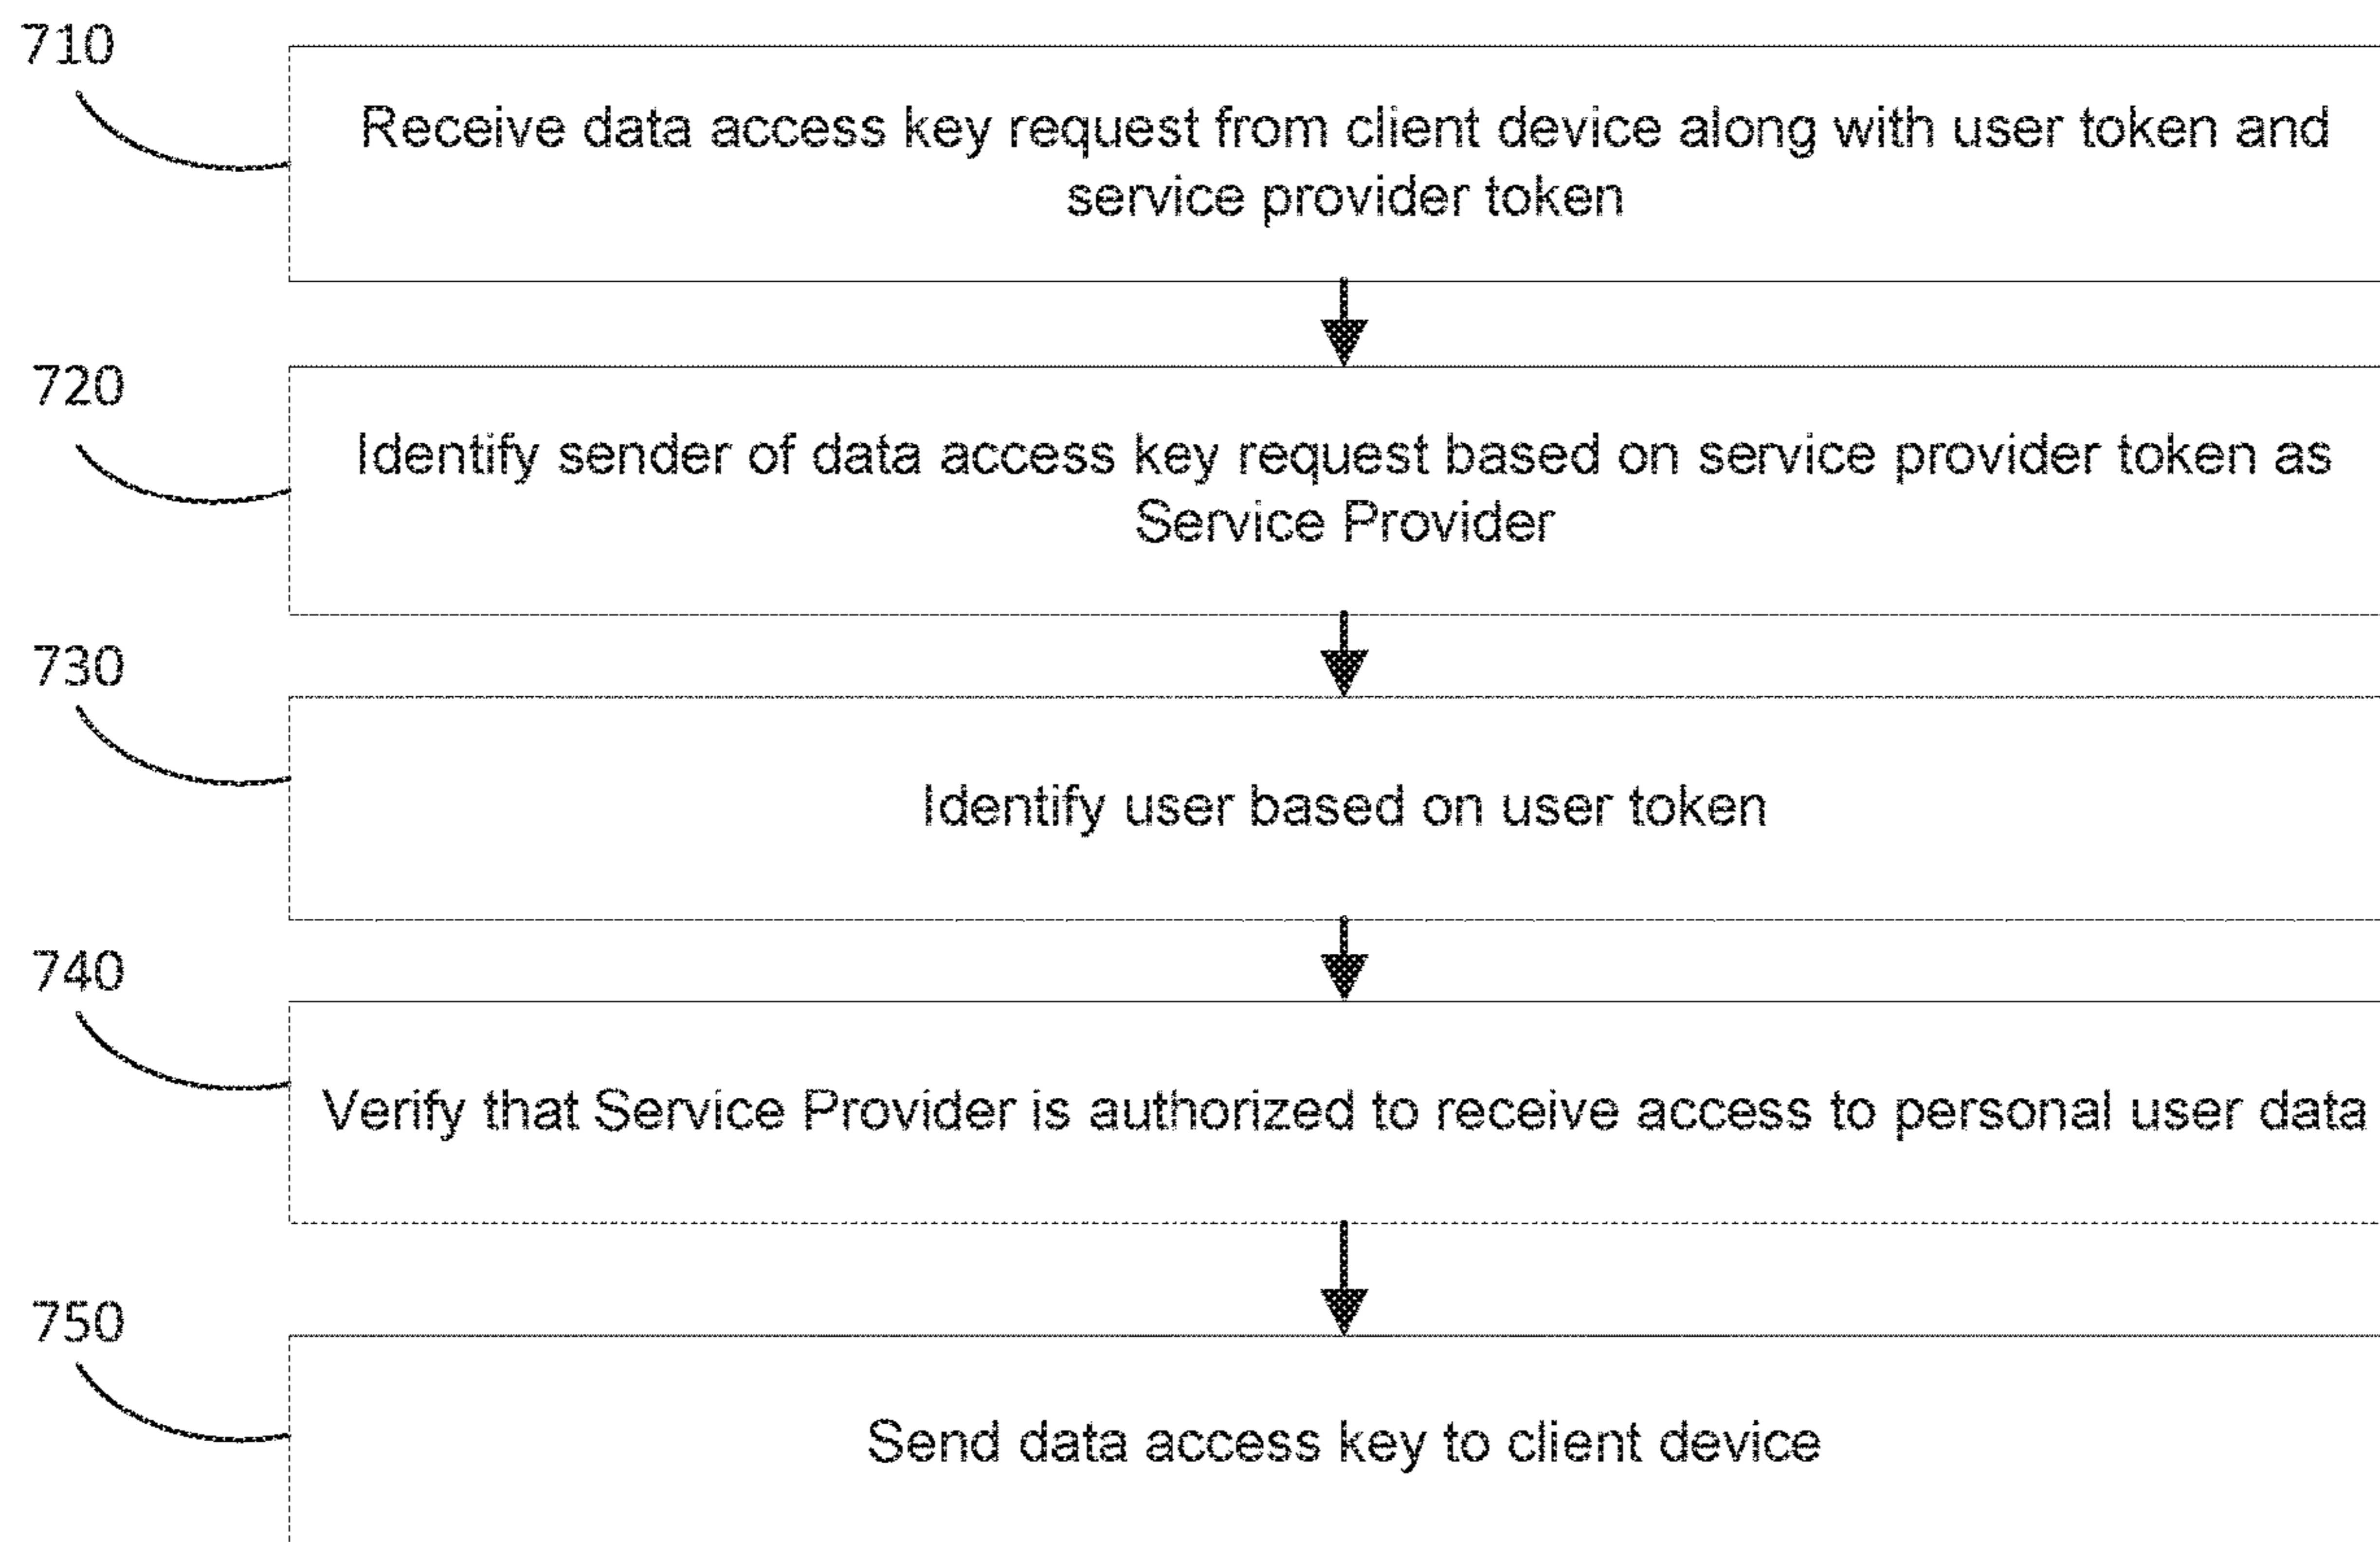 710
Receive data access key request from client device along with user token and
service provider token
720
Identify sender of data access key request based on service provider token as
Service Provider
730
Identify user based on user token
740
Verify that Service Provider is authorized to receive access to personal user data
750
Send data access key to client device